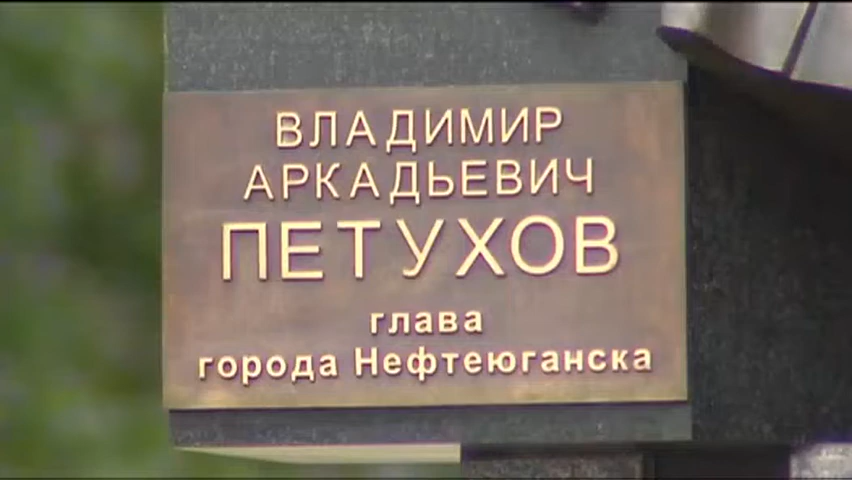 ВЛАДИМИР
АРКАДЬЕВИЧ
ПЕТУХОВ
глава
города Нефтеюганска